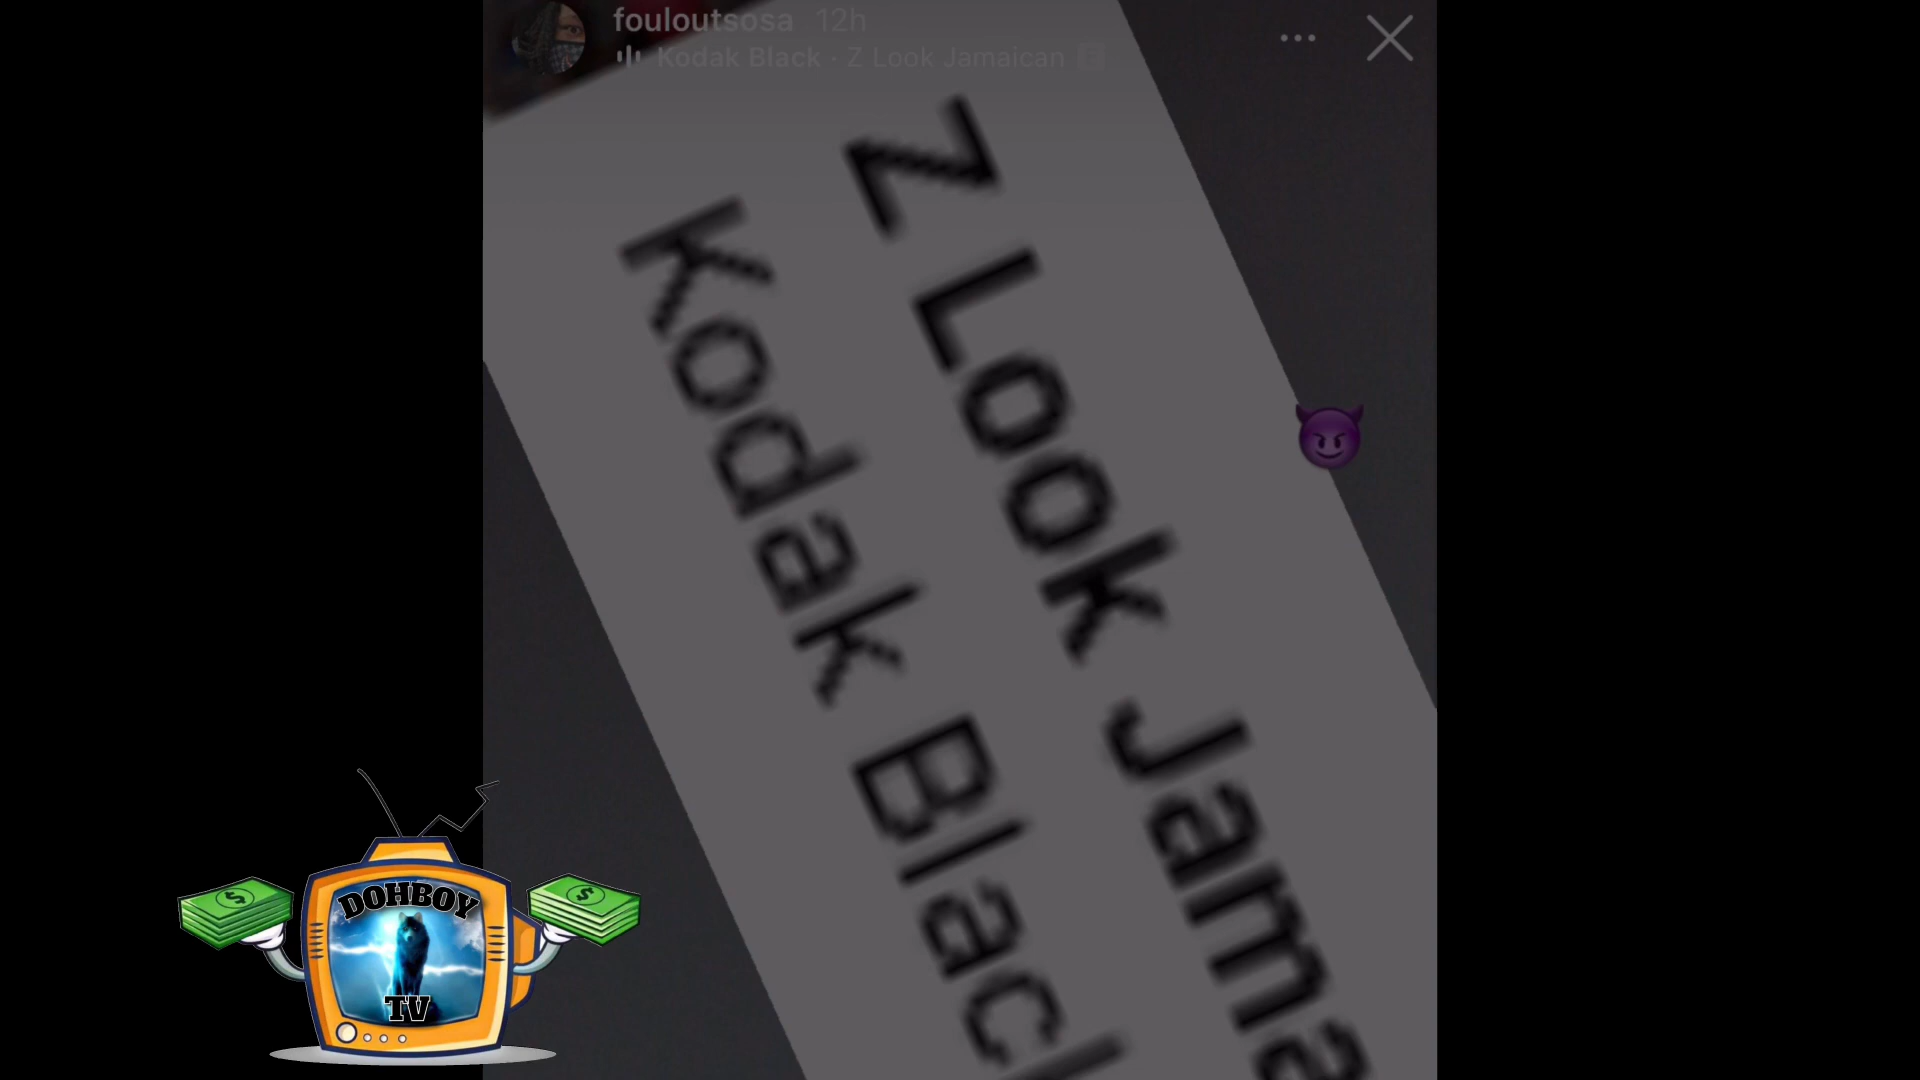 fouloutsosa 12h
Kodak Black · Z Look Jamaican E
Z Look Jama
Kodak Blac
DOHBOY
TV